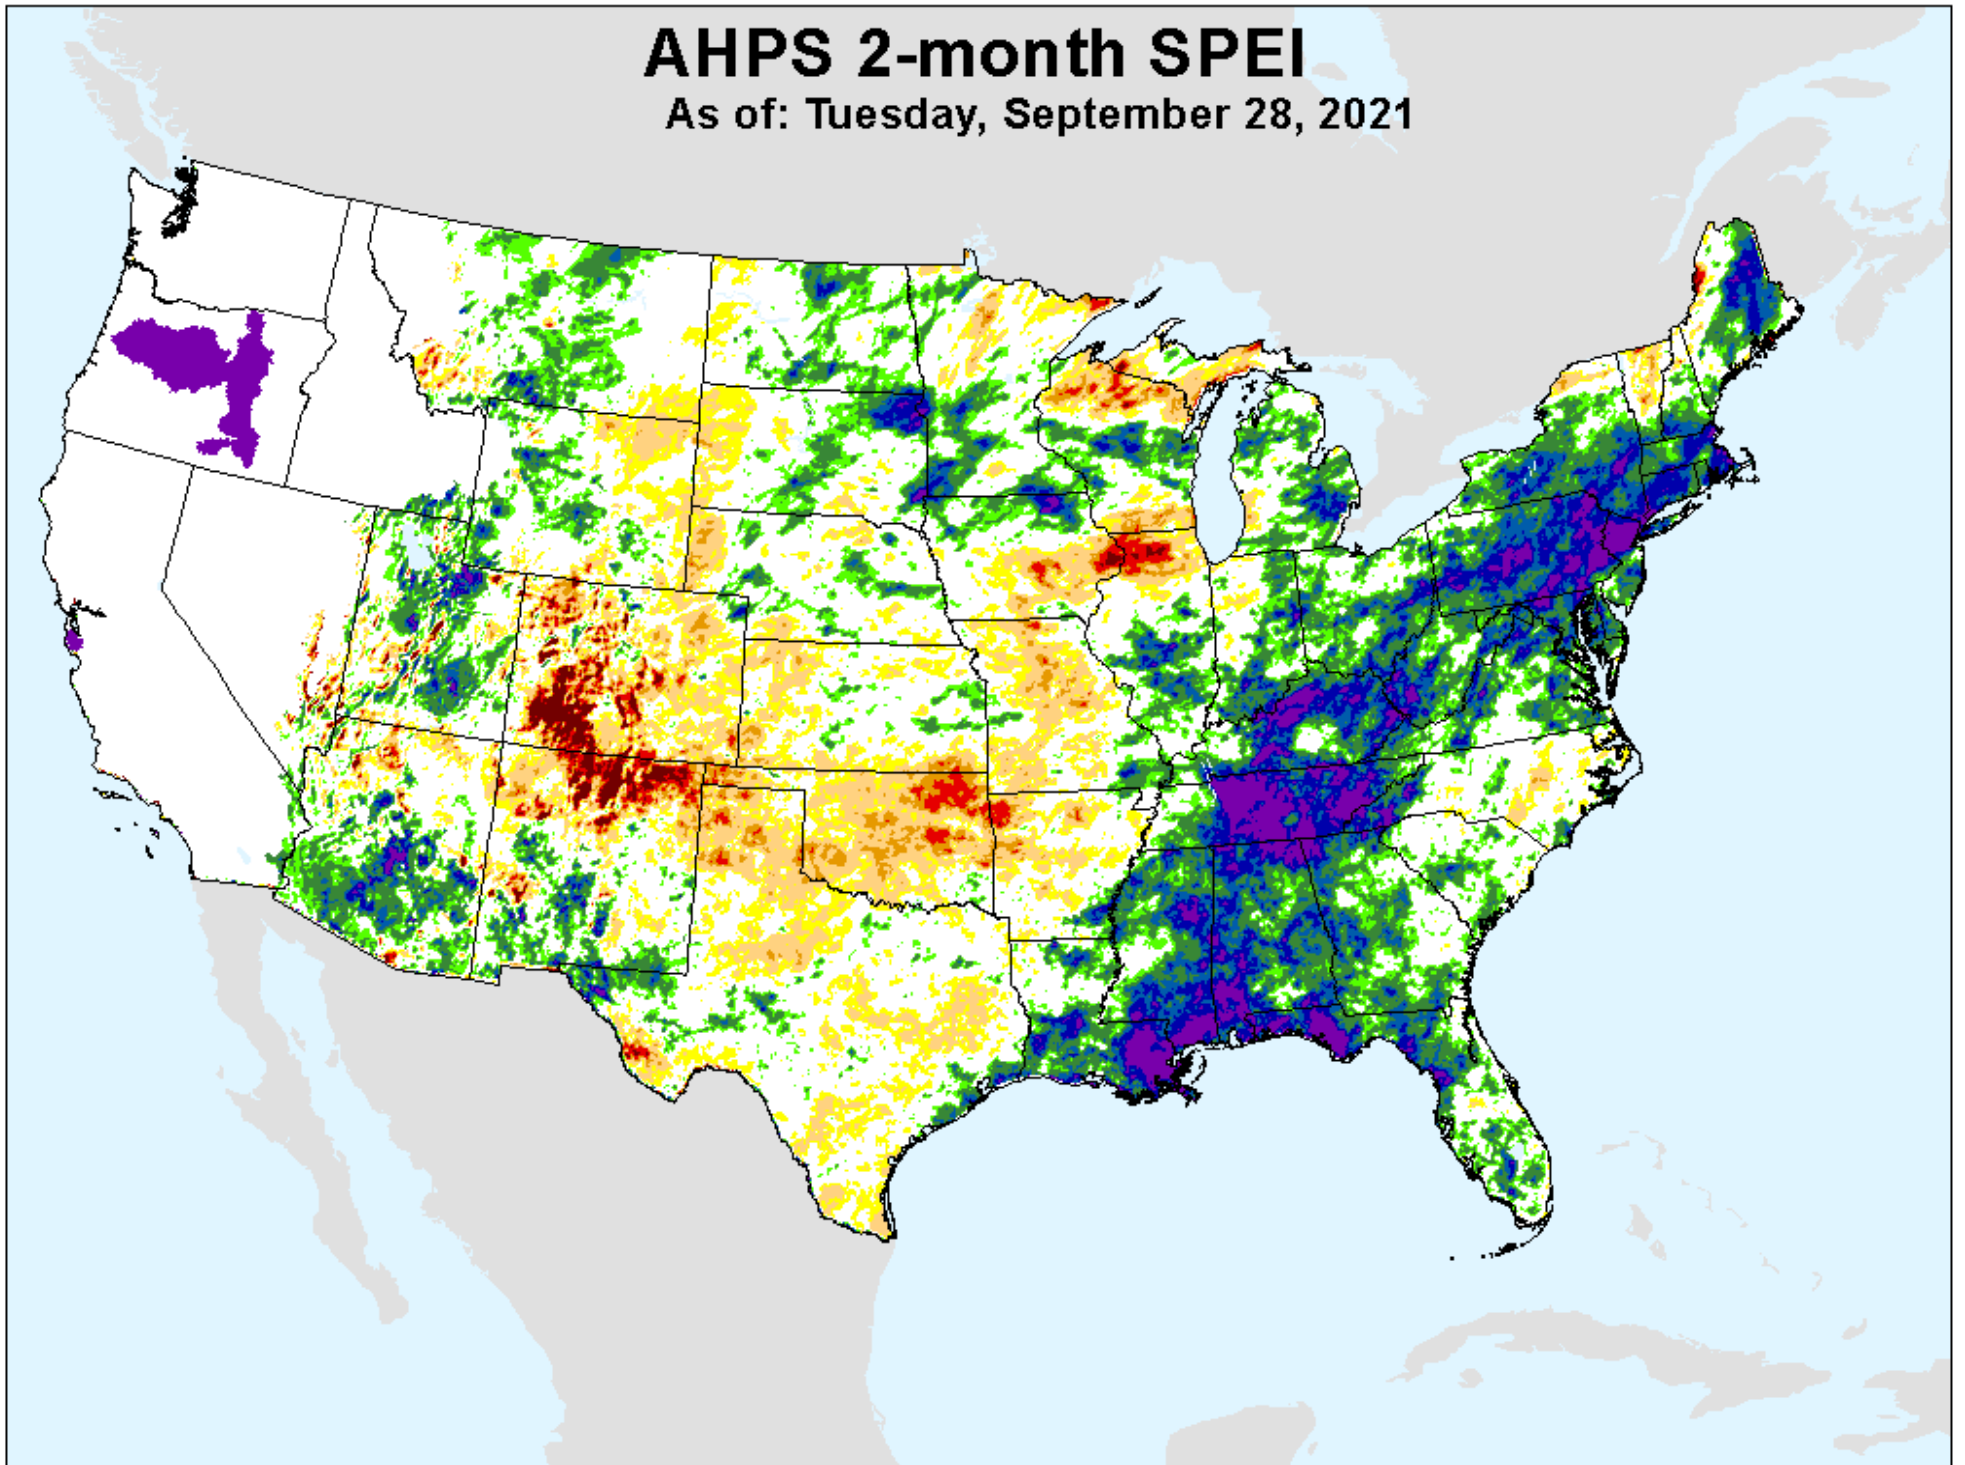 AHPS 2-month SPEI
As of: Tuesday, September 28, 2021